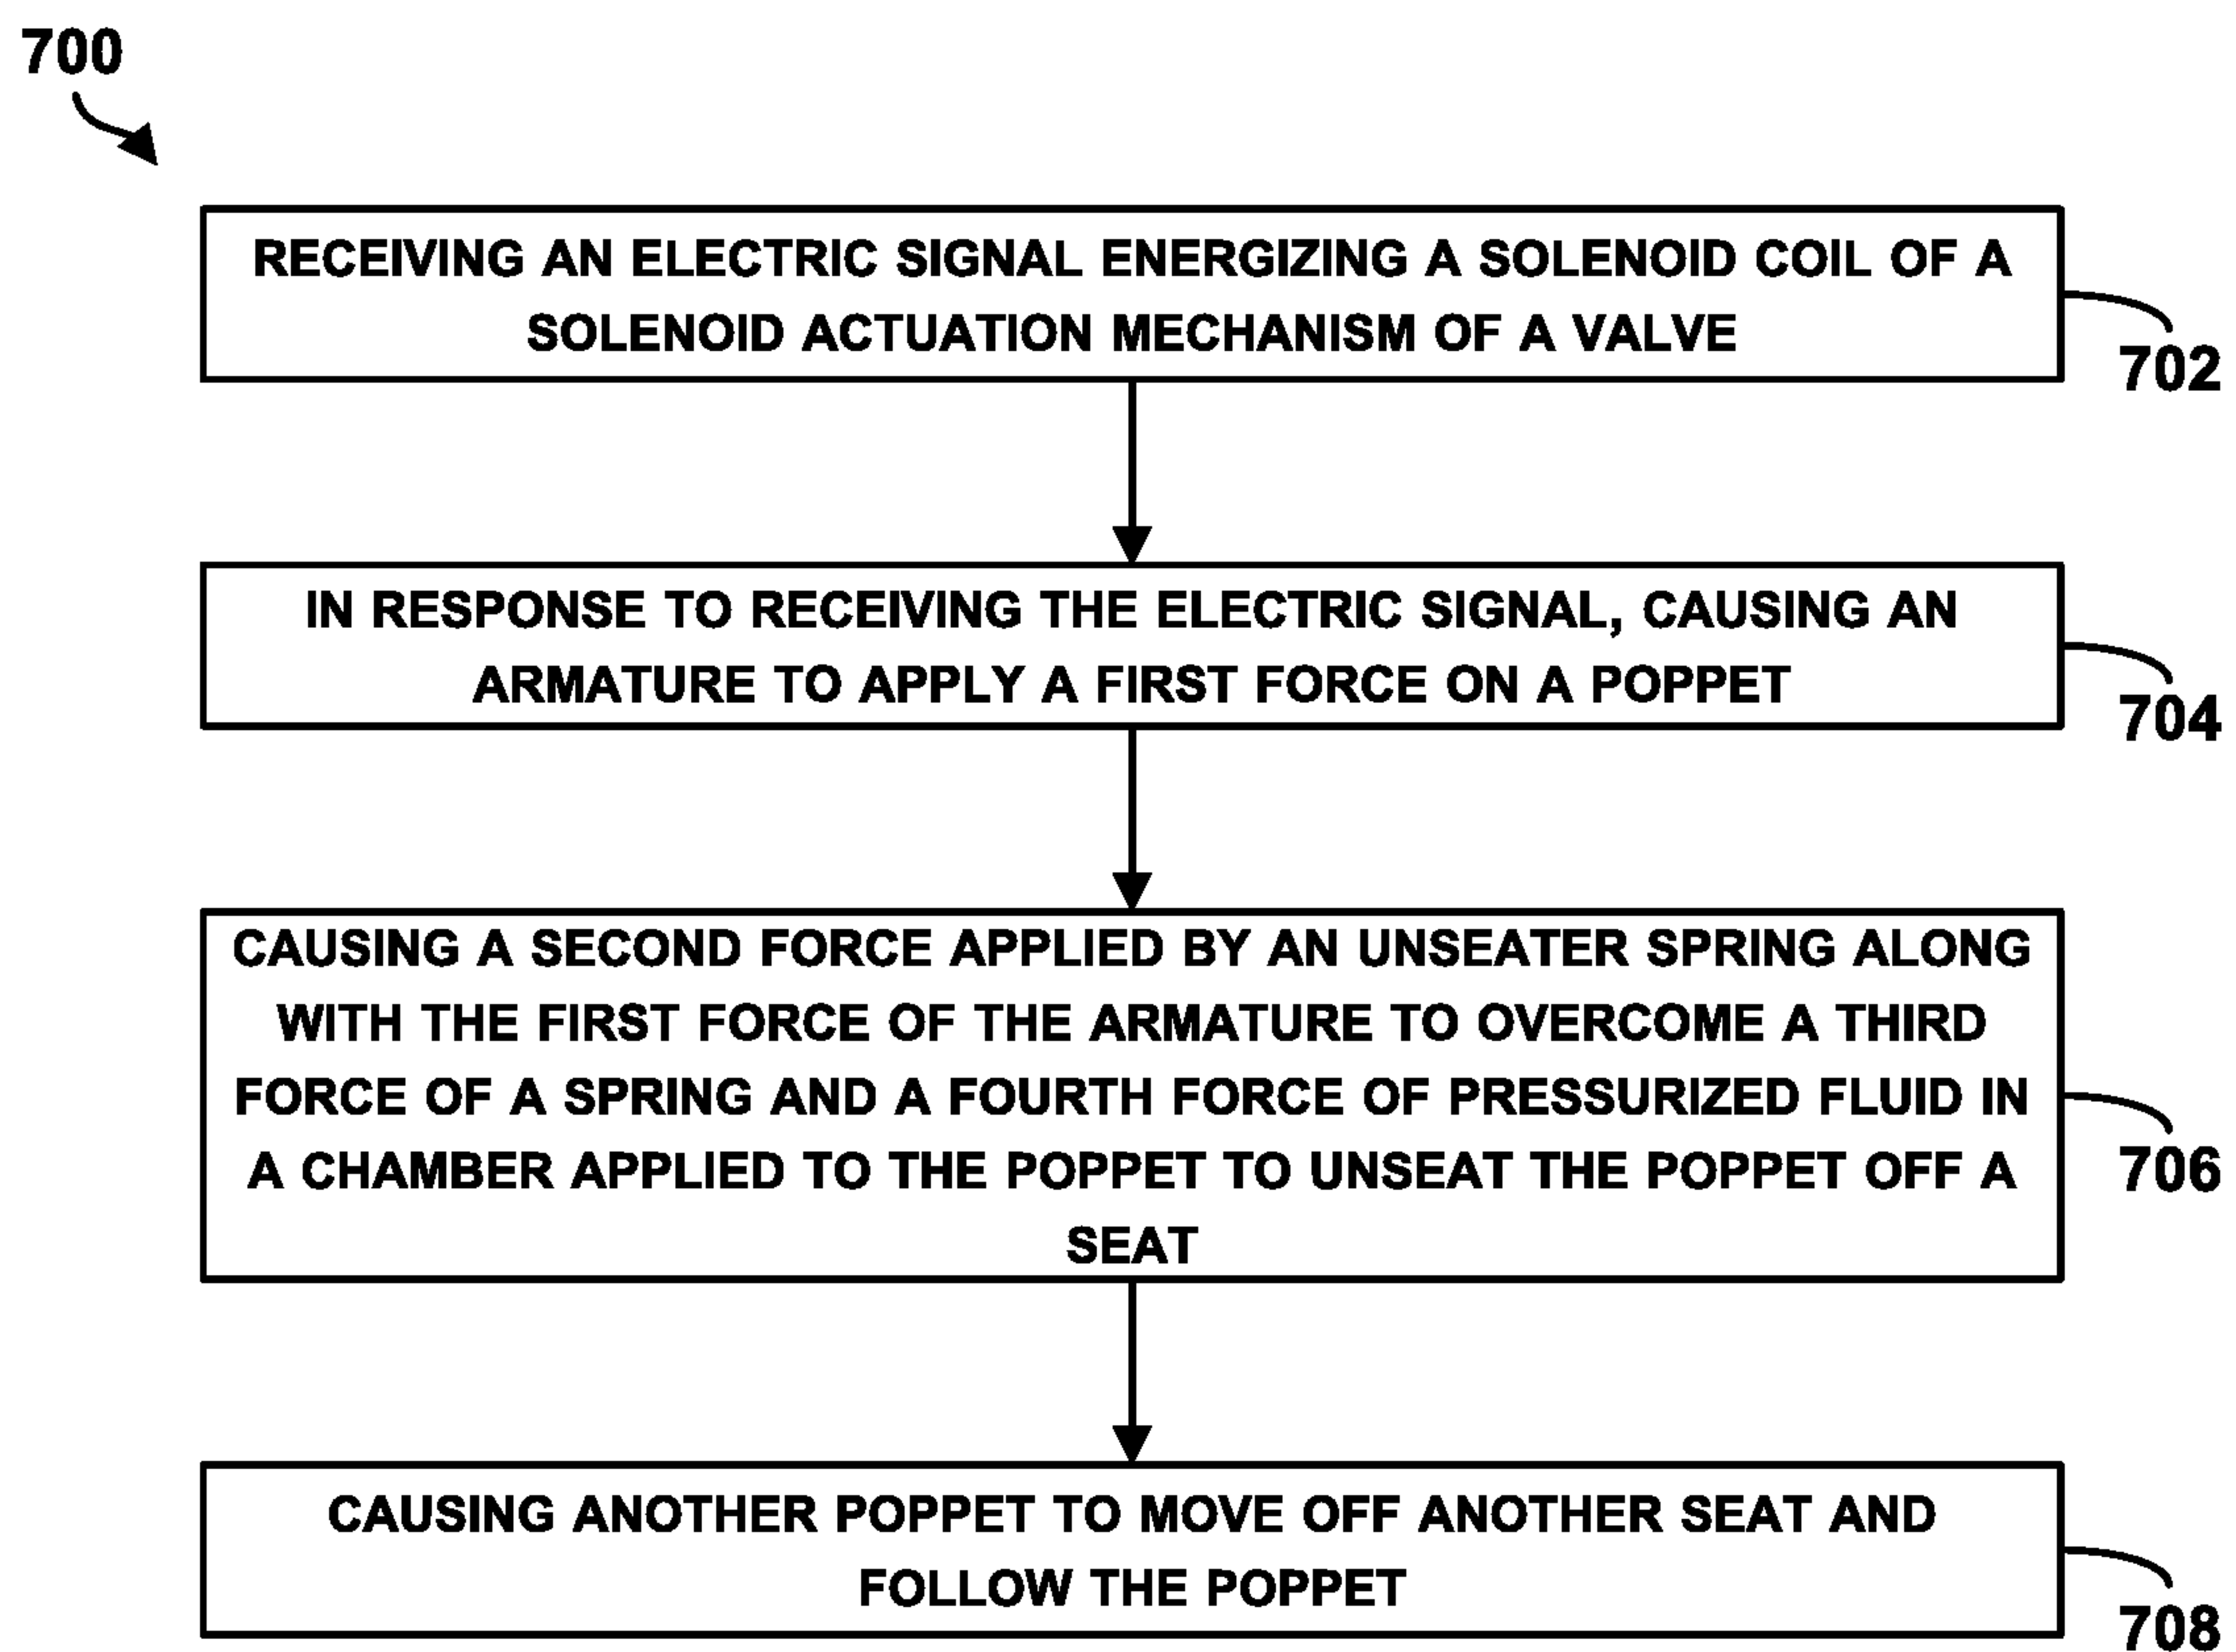 700
RECEIVING AN ELECTRIC SIGNAL ENERGIZING A SOLENOID COIL OF A
SOLENOID ACTUATION MECHANISM OF A VALVE
702
IN RESPONSE TO RECEIVING THE ELECTRIC SIGNAL, CAUSING AN
ARMATURE TO APPLY A FIRST FORCE ON A POPPET
704
CAUSING A SECOND FORCE APPLIED BY AN UNSEATER SPRING ALONG
WITH THE FIRST FORCE OF THE ARMATURE TO OVERCOME A THIRD
FORCE OF A SPRING AND A FOURTH FORCE OF PRESSURIZED FLUID IN
A CHAMBER APPLIED TO THE POPPET TO UNSEAT THE POPPET OFF A
SEAT
706
CAUSING ANOTHER POPPET TO MOVE OFF ANOTHER SEAT AND
FOLLOW THE POPPET
708